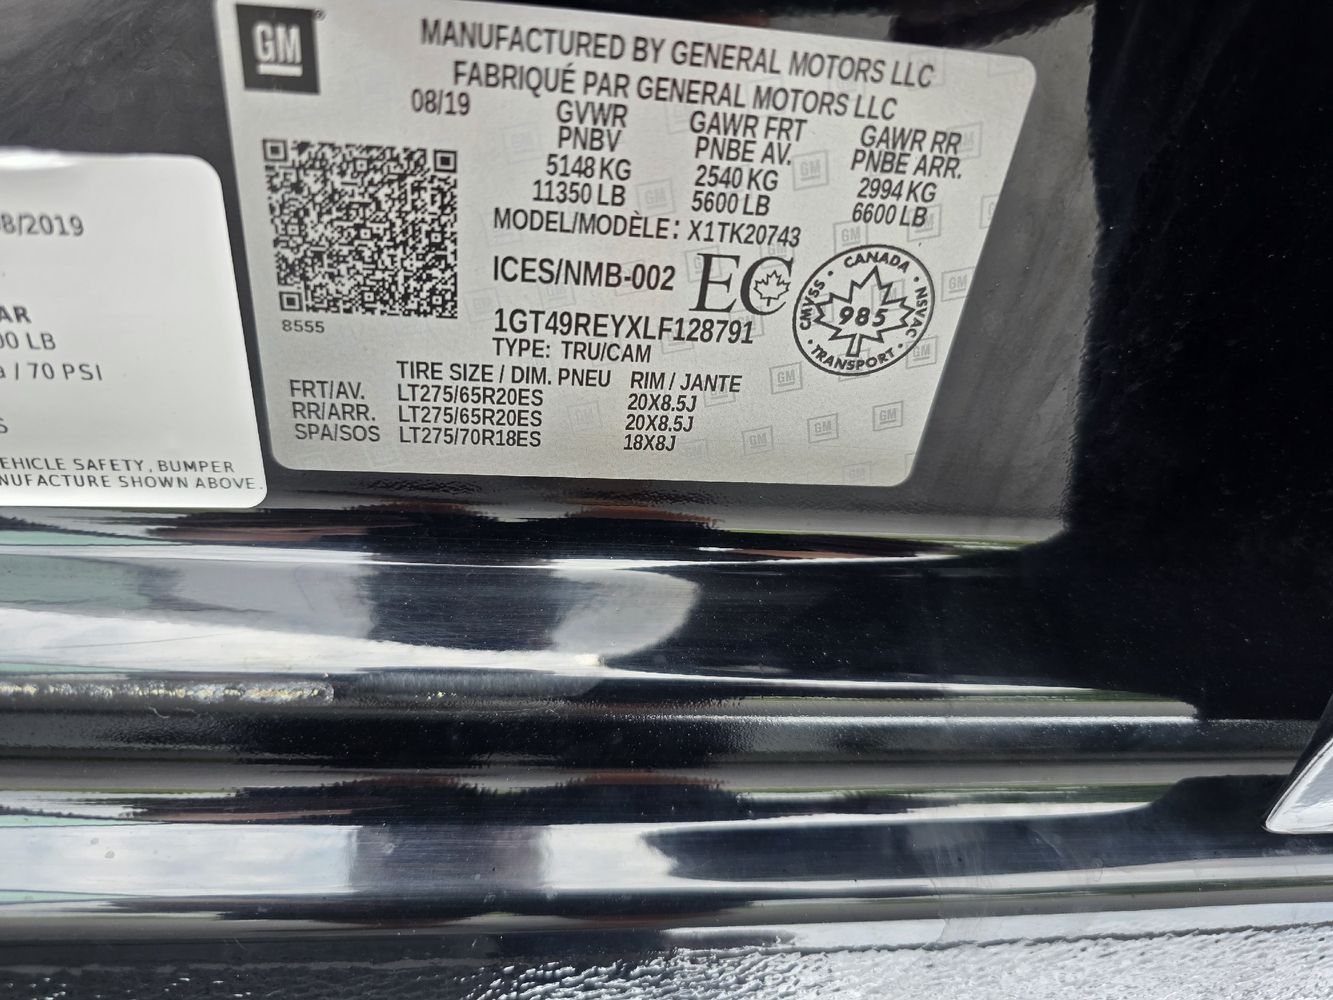 GM
MANUFACTURED BY GENERAL MOTORS LLC
FABRIQUÉ PAR GENERAL MOTORS LLC
08/19
GVWR GAWR FRT GAWR RR
PNBV PNBE AV. PNBE ARR.
5148 KG 2540 KG 2994 KG
11350 LB 5600 LB 6600 LB
MODEL/MODÈLE: X1TK20743
ICES/NMB-002 EC
CANADA
CMVSS 985 NSVAC
TRANSPORT
8555
1GT49REYXLF128791
TYPE: TRU/CAM
TIRE SIZE / DIM. PNEU RIM / JANTE
FRT/AV. LT275/65R20ES 20X8.5J
RR/ARR. LT275/65R20ES 20X8.5J
SPA/SOS LT275/70R18ES 18X8J
8/2019
AR
00 LB
a / 70 PSI
S
EHICLE SAFETY, BUMPER
NUFACTURE SHOWN ABOVE.